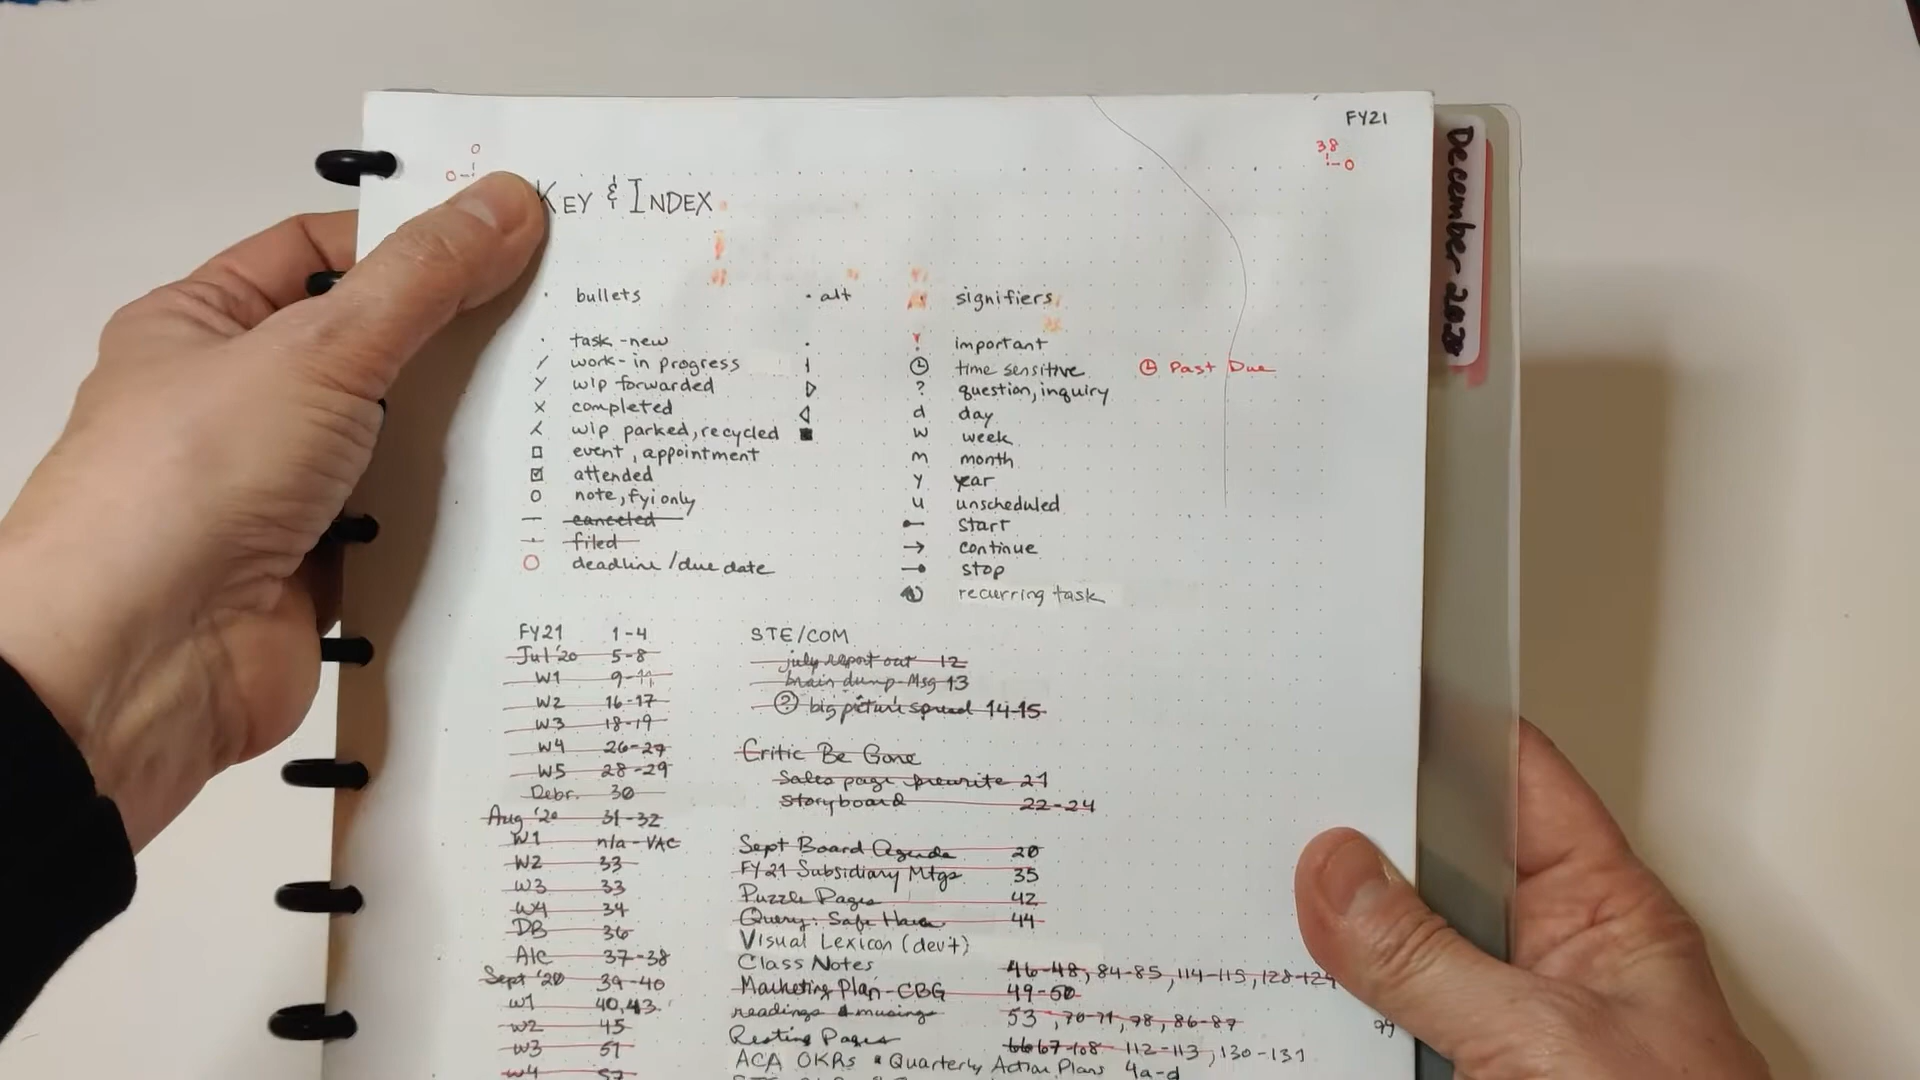 FY21
38
KEY & INDEX
December 2020
bullets
alt
signifiers
task - new
work - in progress
wip forwarded
completed
wip parked, recycled
event, appointment
attended
note, fyi only
canceled
filed
deadline / due date
! important
time sensitive
Past Due
? question, inquiry
d day
w week
m month
y year
u unscheduled
start
continue
stop
recurring task
FY21 1-4
Jul '20 5-8
W1 9-11
W2 16-17
W3 18-19
W4 26-27
W5 28-29
Debr. 30
Aug '20 31-32
W1 n/a - VAC
W2 33
W3 33
W4 34
DB 36
A/C 37-38
Sept '20 39-40
W1 40, 43
W2 45
W3 51
W4
STE/COM
july report out 12
brain dump - Msg 13
? big picture spread 14-15
Critic Be Gone
Sales page prewrite 21
Storyboard 22-24
Sept Board Agenda 20
FY21 Subsidiary Mtgs 35
Puzzle Pages 42
Query: Safe 44
Visual Lexicon (dev't)
Class Notes 46-48, 84-85, 114-115, 128-129
Marketing Plan - CBG 49-50
readings & musings 53, 70-71, 78, 86-87
99
Resting Pages 112-113, 130-131
ACA OKRs & Quarterly Action Plans 4a-d